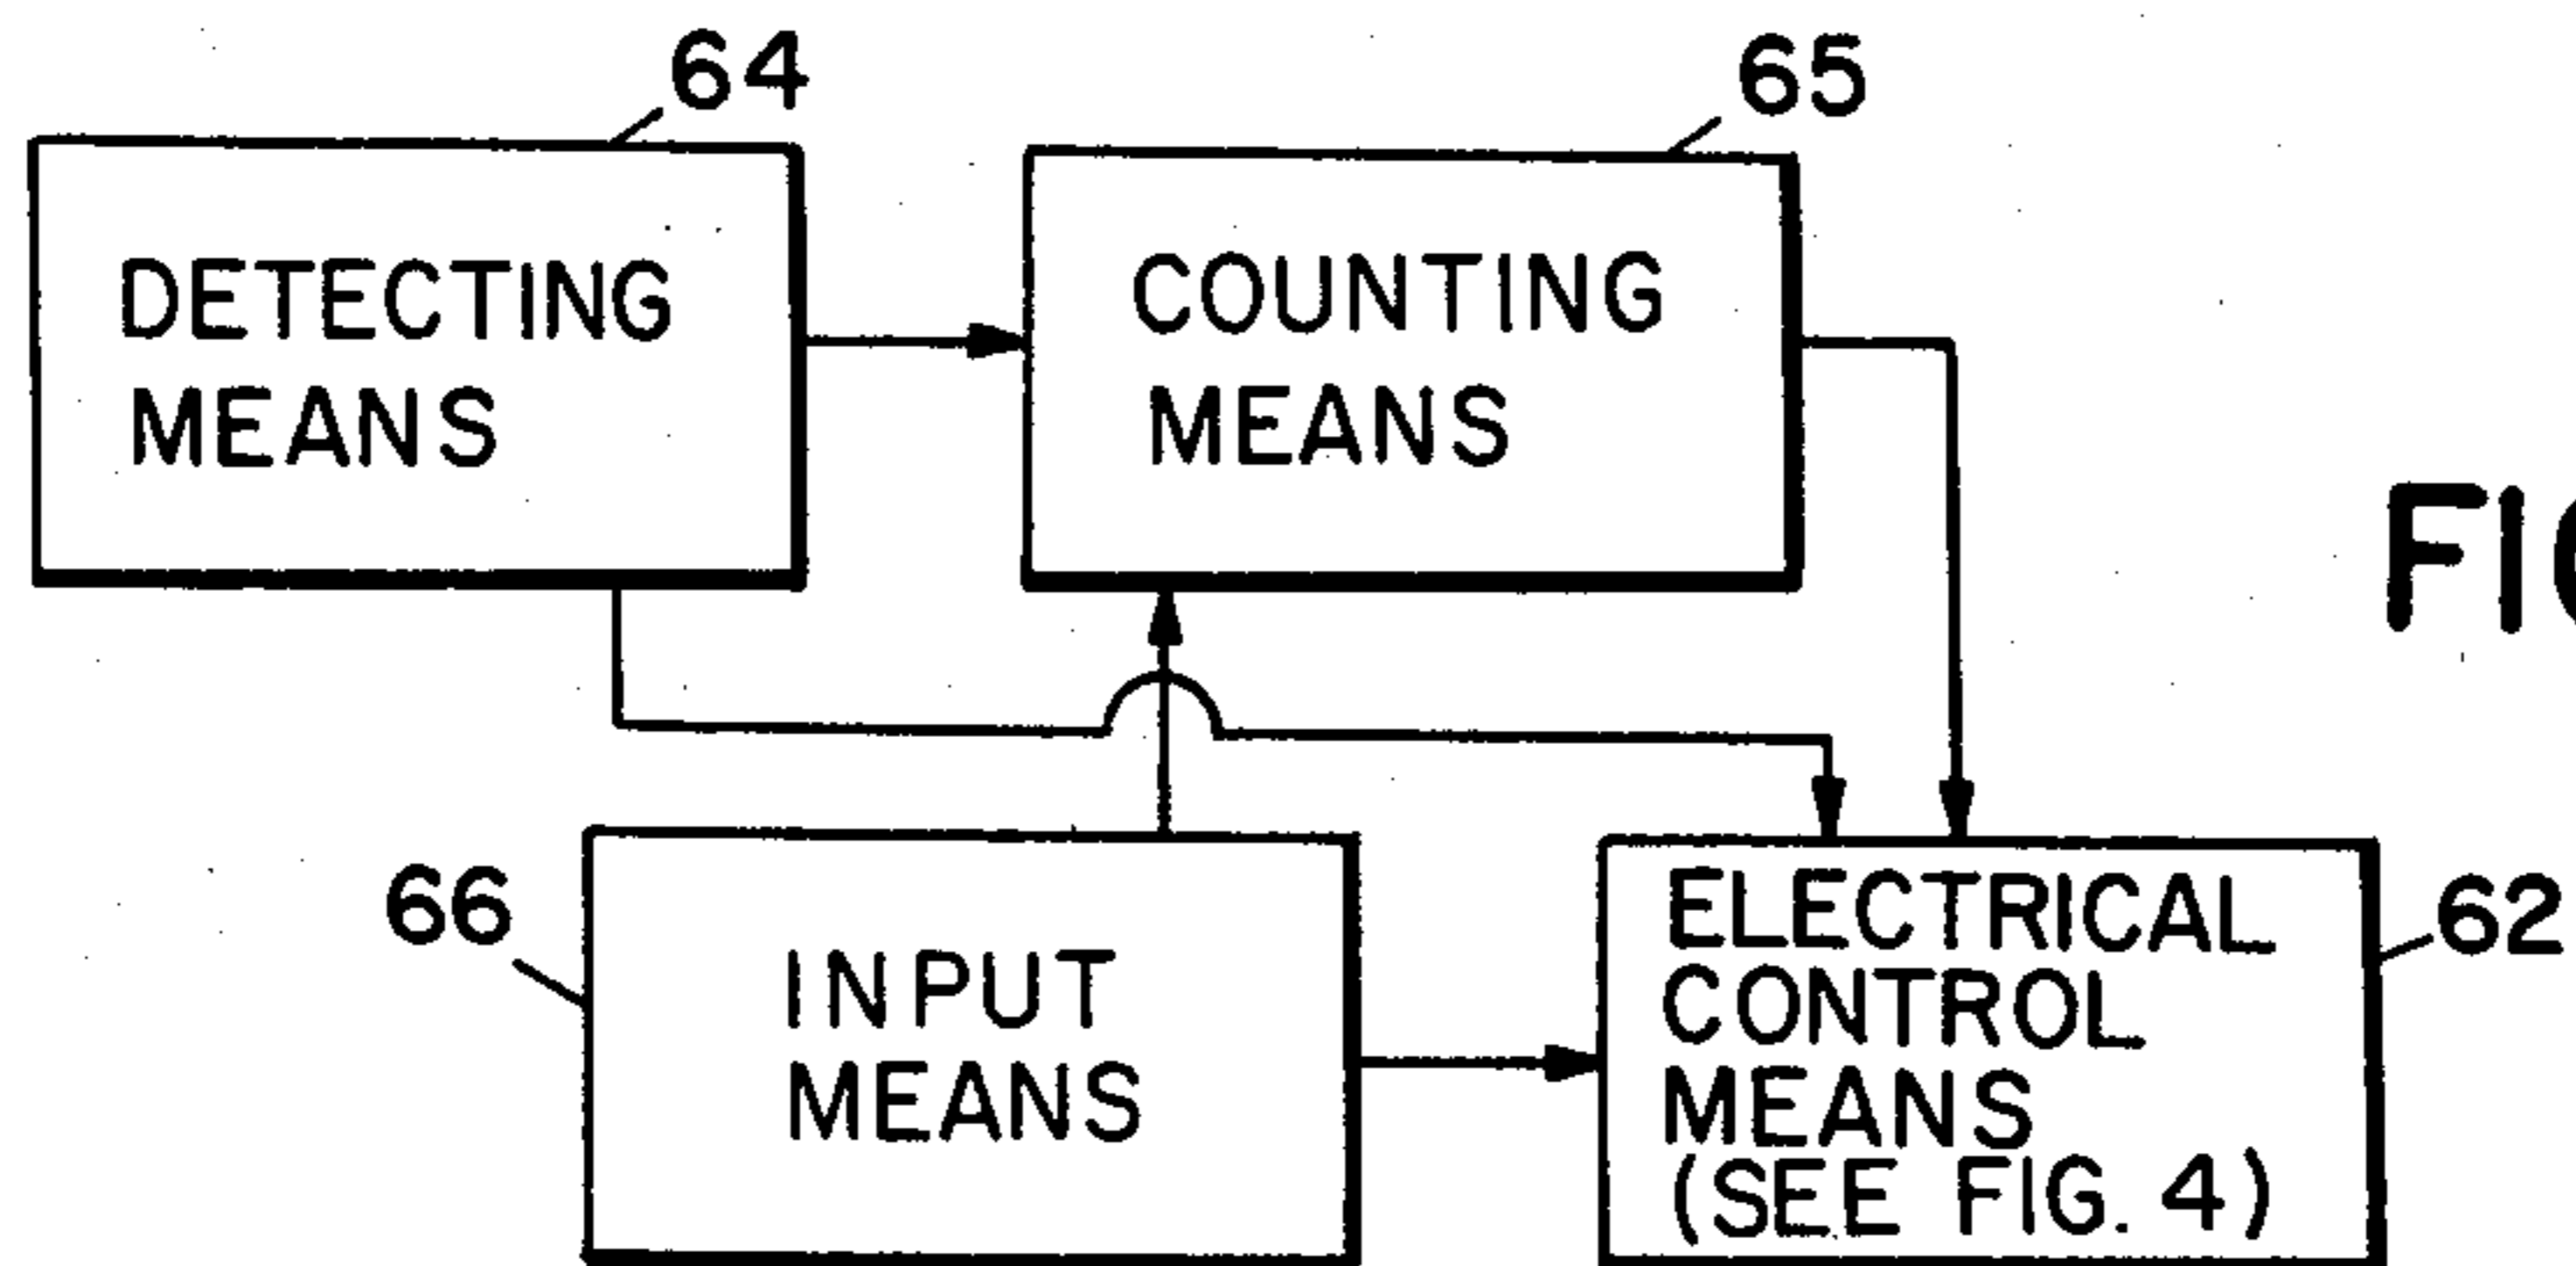 64
65
DETECTING
MEANS
COUNTING
MEANS
66
INPUT
MEANS
ELECTRICAL
CONTROL
MEANS
(SEE FIG. 4)
62